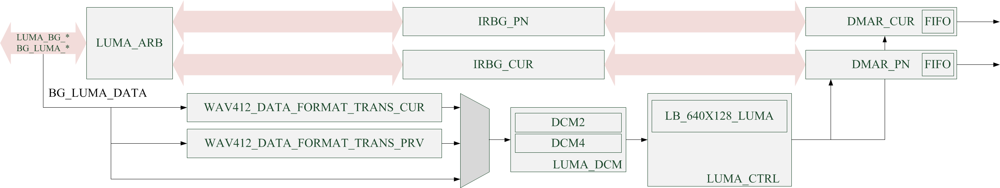 LUMA_BG_*
BG_LUMA_*
LUMA_ARB
IRBG_PN
DMAR_CUR
FIFO
IRBG_CUR
DMAR_PN
FIFO
BG_LUMA_DATA
WAV412_DATA_FORMAT_TRANS_CUR
WAV412_DATA_FORMAT_TRANS_PRV
DCM2
DCM4
LUMA_DCM
LB_640X128_LUMA
LUMA_CTRL